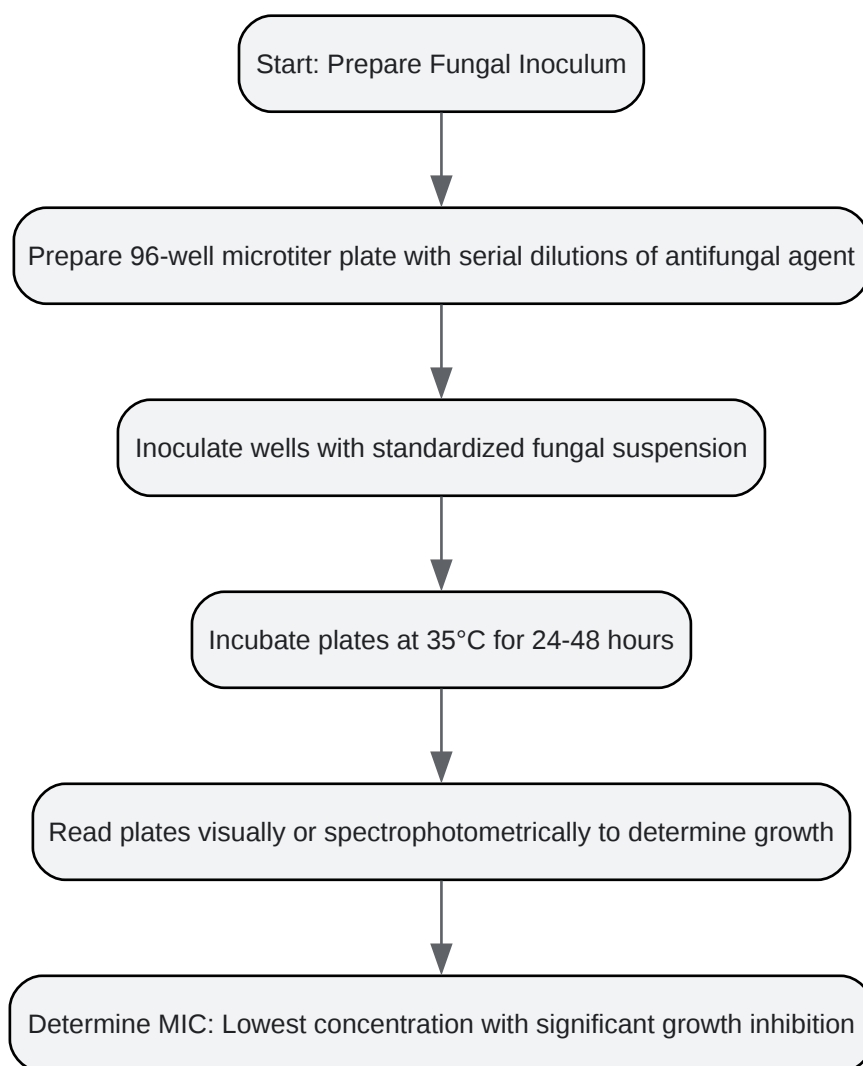 Start: Prepare Fungal Inoculum
Prepare 96-well microtiter plate with serial dilutions of antifungal agent
Inoculate wells with standardized fungal suspension
Incubate plates at 35°C for 24-48 hours
Read plates visually or spectrophotometrically to determine growth
Determine MIC: Lowest concentration with significant growth inhibition